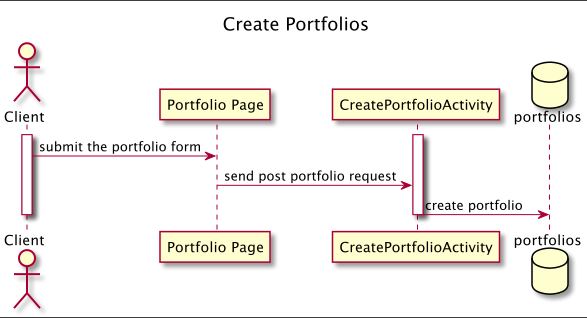 Create Portfolios
Client
Portfolio Page
CreatePortfolioActivity
portfolios
submit the portfolio form
send post portfolio request
create portfolio
Client
Portfolio Page
CreatePortfolioActivity
portfolios